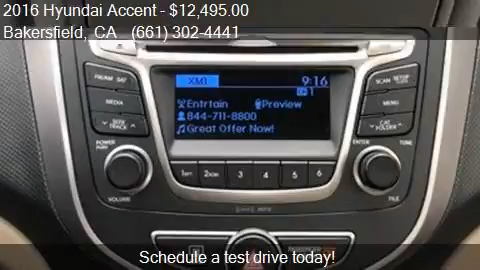 2016 Hyundai Accent - $12,495.00
Bakersfield, CA (661) 302-4441
XM1
9:16
1
Entrtain Preview
844-711-8800
Great Offer Now!
FM/AM SAT
MEDIA
SEEK TRACK
POWER PUSH
VOLUME
SCAN SETUP
MENU
CAT FOLDER
ENTER TUNE
FILE
1 2 3 4 5 6
Schedule a test drive today!